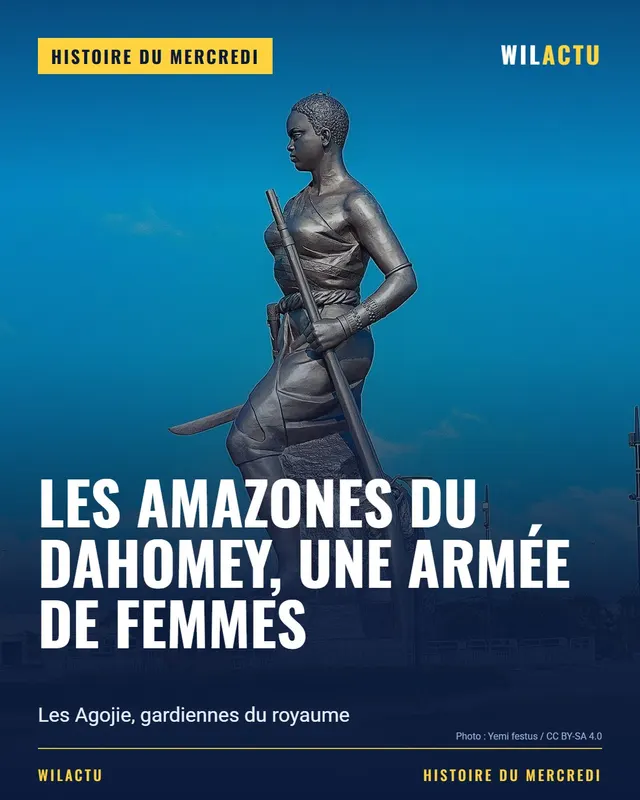 HISTOIRE DU MERCREDI
WILACTU
LES AMAZONES DU
DAHOMEY, UNE ARMÉE
DE FEMMES
Les Agojie, gardiennes du royaume
Photo : Yemi festus / CC BY-SA 4.0
WILACTU
HISTOIRE DU MERCREDI